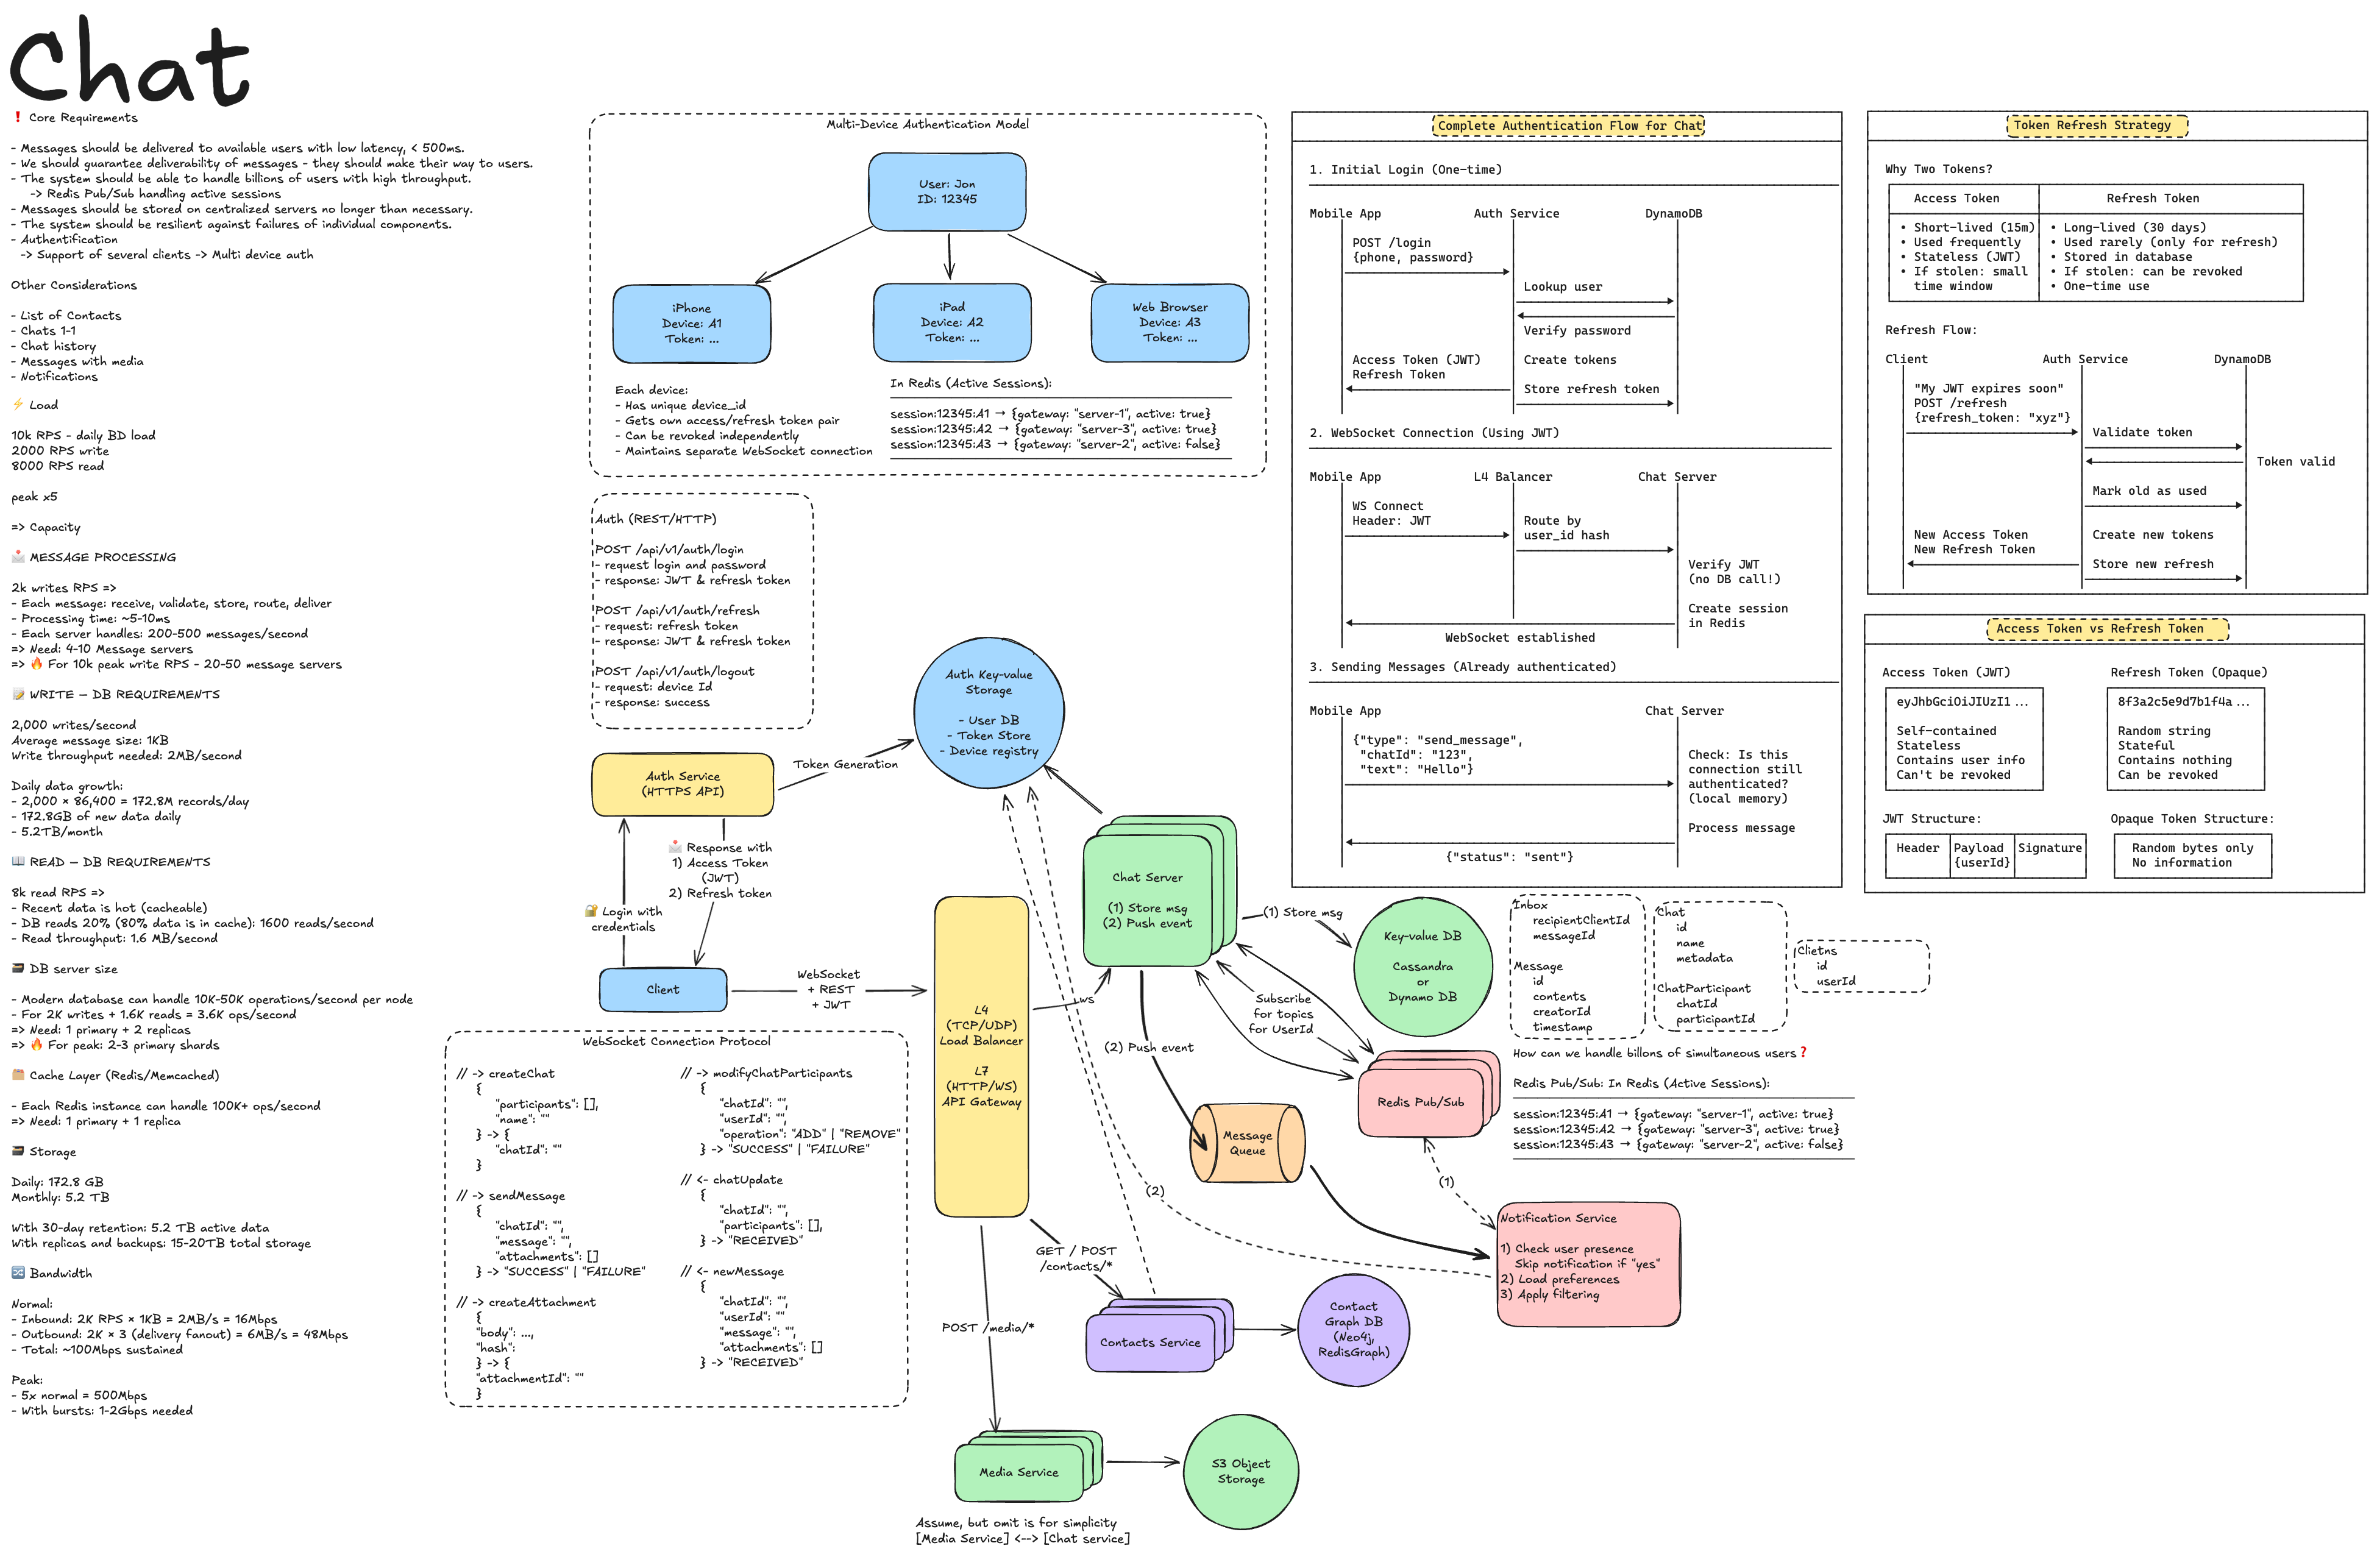 Chat
❗ Core Requirements
- Messages should be delivered to available users with low latency, < 500ms.
- We should guarantee deliverability of messages - they should make their way to users.
- The system should be able to handle billions of users with high throughput.
-> Redis Pub/Sub handling active sessions
- Messages should be stored on centralized servers no longer than necessary.
- The system should be resilient against failures of individual components.
- Authentification
-> Support of several clients -> Multi device auth
Other Considerations
- List of Contacts
- Chats 1-1
- Chat history
- Messages with media
- Notifications
⚡ Load
10k RPS - daily BD load
2000 RPS write
8000 RPS read
peak x5
=> Capacity
📩 MESSAGE PROCESSING
2k writes RPS =>
- Each message: receive, validate, store, route, deliver
- Processing time: ~5-10ms
- Each server handles: 200-500 messages/second
=> Need: 4-10 Message servers
=> 🔥 For 10k peak write RPS - 20-50 message servers
📝 WRITE — DB REQUIREMENTS
2,000 writes/second
Average message size: 1KB
Write throughput needed: 2MB/second
Daily data growth:
- 2,000 × 86,400 = 172.8M records/day
- 172.8GB of new data daily
- 5.2TB/month
📖 READ — DB REQUIREMENTS
8k read RPS =>
- Recent data is hot (cacheable)
- DB reads 20% (80% data is in cache): 1600 reads/second
- Read throughput: 1.6 MB/second
🗃️ DB server size
- Modern database can handle 10K-50K operations/second per node
- For 2K writes + 1.6K reads = 3.6K ops/second
=> Need: 1 primary + 2 replicas
=> 🔥 For peak: 2-3 primary shards
🗂️ Cache Layer (Redis/Memcached)
- Each Redis instance can handle 100K+ ops/second
=> Need: 1 primary + 1 replica
🗃️ Storage
Daily: 172.8 GB
Monthly: 5.2 TB
With 30-day retention: 5.2 TB active data
With replicas and backups: 15-20TB total storage
🔀 Bandwidth
Normal:
- Inbound: 2K RPS × 1KB = 2MB/s = 16Mbps
- Outbound: 2K × 3 (delivery fanout) = 6MB/s = 48Mbps
- Total: ~100Mbps sustained
Peak:
- 5x normal = 500Mbps
- With bursts: 1-2Gbps needed
Multi-Device Authentication Model
User: Jon
ID: 12345
iPhone
Device: A1
Token: ...
iPad
Device: A2
Token: ...
Web Browser
Device: A3
Token: ...
Each device:
- Has unique device_id
- Gets own access/refresh token pair
- Can be revoked independently
- Maintains separate WebSocket connection
In Redis (Active Sessions):
session:12345:A1 → {gateway: "server-1", active: true}
session:12345:A2 → {gateway: "server-3", active: true}
session:12345:A3 → {gateway: "server-2", active: false}
Auth (REST/HTTP)
POST /api/v1/auth/login
- request login and password
- response: JWT & refresh token
POST /api/v1/auth/refresh
- request: refresh token
- response: JWT & refresh token
POST /api/v1/auth/logout
- request: device Id
- response: success
Auth Service
(HTTPS API)
Token Generation
Auth Key-value
Storage
- User DB
- Token Store
- Device registry
📩 Response with
1) Access Token
(JWT)
2) Refresh token
🔐 Login with
credentials
Client
WebSocket
+ REST
+ JWT
L4
(TCP/UDP)
Load Balancer
L7
(HTTP/WS)
API Gateway
ws
Chat Server
(1) Store msg
(2) Push event
(1) Store msg
Key-value DB
Cassandra
or
Dynamo DB
Subscribe
for topics
for UserId
(2) Push event
Redis Pub/Sub
Message
Queue
(2)
(1)
Notification Service
1) Check user presence
Skip notification if "yes"
2) Load preferences
3) Apply filtering
GET / POST
/contacts/*
Contacts Service
Contact
Graph DB
(Neo4j,
RedisGraph)
POST /media/*
Media Service
S3 Object
Storage
Assume, but omit is for simplicity
[Media Service] <--> [Chat service]
WebSocket Connection Protocol
// -> createChat
{
"participants": [],
"name": ""
} -> {
"chatId": ""
}
// -> sendMessage
{
"chatId": "",
"message": "",
"attachments": []
} -> "SUCCESS" | "FAILURE"
// -> createAttachment
{
"body": ...,
"hash":
} -> {
"attachmentId": ""
}
// -> modifyChatParticipants
{
"chatId": "",
"userId": "",
"operation": "ADD" | "REMOVE"
} -> "SUCCESS" | "FAILURE"
// <- chatUpdate
{
"chatId": "",
"participants": [],
} -> "RECEIVED"
// <- newMessage
{
"chatId": "",
"userId": ""
"message": "",
"attachments": []
} -> "RECEIVED"
Complete Authentication Flow for Chat
1. Initial Login (One-time)
Mobile App Auth Service DynamoDB
POST /login
{phone, password}
Lookup user
Verify password
Access Token (JWT) Create tokens
Refresh Token
Store refresh token
2. WebSocket Connection (Using JWT)
Mobile App L4 Balancer Chat Server
WS Connect
Header: JWT Route by
user_id hash
Verify JWT
(no DB call!)
Create session
in Redis
WebSocket established
3. Sending Messages (Already authenticated)
Mobile App Chat Server
{"type": "send_message",
"chatId": "123",
"text": "Hello"}
Check: Is this
connection still
authenticated?
(local memory)
Process message
{"status": "sent"}
Token Refresh Strategy
Why Two Tokens?
Access Token
• Short-lived (15m)
• Used frequently
• Stateless (JWT)
• If stolen: small
time window
Refresh Token
• Long-lived (30 days)
• Used rarely (only for refresh)
• Stored in database
• If stolen: can be revoked
• One-time use
Refresh Flow:
Client Auth Service DynamoDB
"My JWT expires soon"
POST /refresh
{refresh_token: "xyz"}
Validate token
Token valid
Mark old as used
New Access Token Create new tokens
New Refresh Token
Store new refresh
Access Token vs Refresh Token
Access Token (JWT)
eyJhbGciOiJIUzI1 ...
Self-contained
Stateless
Contains user info
Can't be revoked
Refresh Token (Opaque)
8f3a2c5e9d7b1f4a ...
Random string
Stateful
Contains nothing
Can be revoked
JWT Structure:
Header
Payload
{userId}
Signature
Opaque Token Structure:
Random bytes only
No information
Inbox
recipientClientId
messageId
Message
id
contents
creatorId
timestamp
Chat
id
name
metadata
ChatParticipant
chatId
participantId
Clietns
id
userId
How can we handle billons of simultaneous users❓
Redis Pub/Sub: In Redis (Active Sessions):
session:12345:A1 → {gateway: "server-1", active: true}
session:12345:A2 → {gateway: "server-3", active: true}
session:12345:A3 → {gateway: "server-2", active: false}